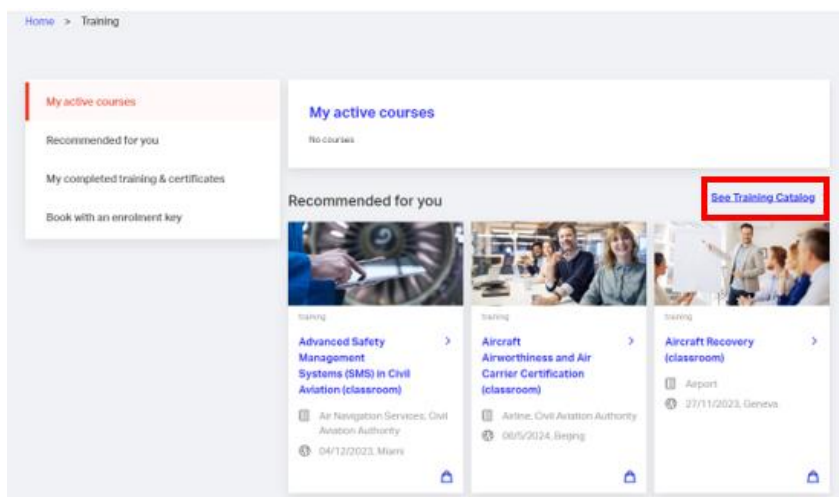 Home > Training
My active courses
Recommended for you
My completed training & certificates
Book with an enrolment key
My active courses
No courses
Recommended for you
See Training Catalog
training
Advanced Safety
Management
Systems (SMS) in Civil
Aviation (classroom)
Air Navigation Services, Civil
Aviation Authority
04/12/2023, Miami
training
Aircraft
Airworthiness and Air
Carrier Certification
(classroom)
Airline, Civil Aviation Authority
06/5/2024, Beijing
training
Aircraft Recovery
(classroom)
Airport
27/11/2023, Geneva